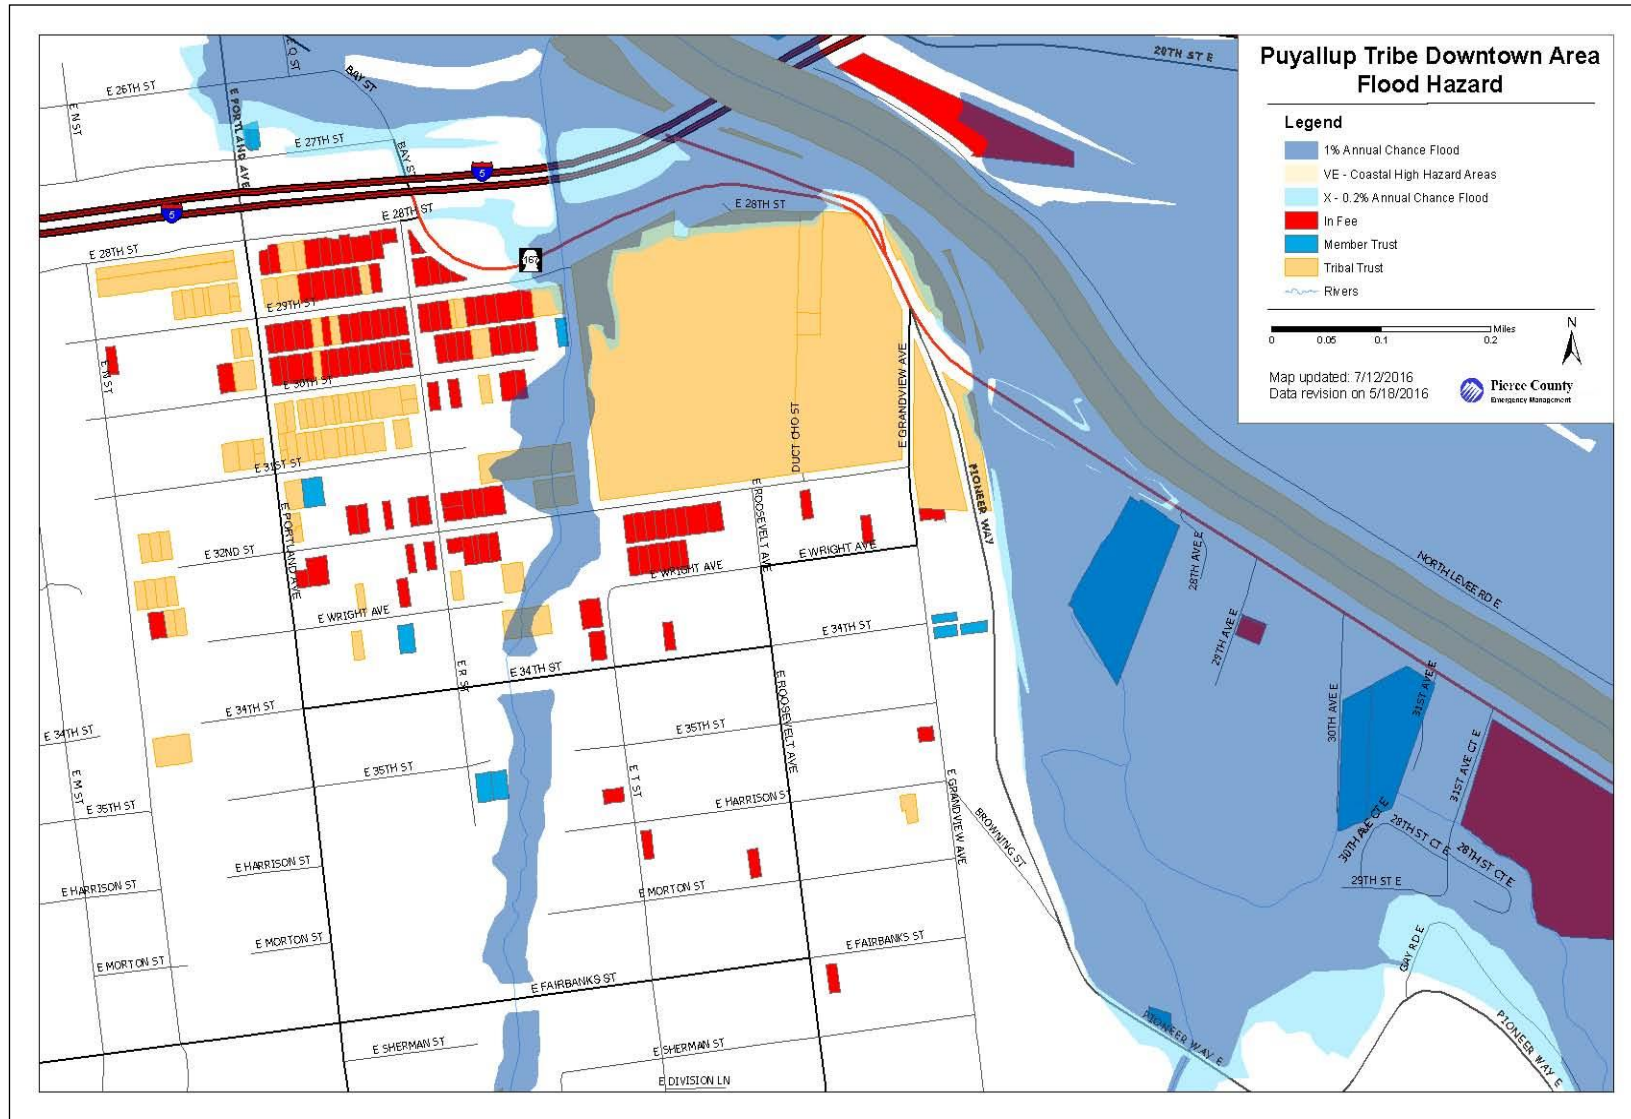 Puyallup Tribe Downtown Area
Flood Hazard
Legend
1% Annual Chance Flood
VE - Coastal High Hazard Areas
X - 0.2% Annual Chance Flood
In Fee
Member Trust
Tribal Trust
Rivers
Miles
0 0.05 0.1 0.2
N
Map updated: 7/12/2016
Data revision on 5/18/2016
Pierce County
Emergency Management
20TH ST E
E Q ST
BAY ST
E 26TH ST
E N ST
E PORTLAND AVE
E 27TH ST
BAY ST
5
5
E 28TH ST
E 28TH ST
E 28TH ST
167
E 29TH ST
E N ST
E 30TH ST
E GRANDVIEW AVE
DUCT CHO ST
E 31ST ST
PIONEER WAY
E ROOSEVELT AVE
E PORTLAND AVE
E 32ND ST
E WRIGHT AVE
E WRIGHT AVE
28TH AVE E
NORTH LEVEE RD E
E WRIGHT AVE
E 34TH ST
29TH AVE E
E R ST
E 34TH ST
E ROOSEVELT AVE
30TH AVE E
31ST AVE E
E 34TH ST
E 34TH ST
E 35TH ST
E M ST
E 35TH ST
E T ST
E GRANDVIEW AVE
31ST AVE CT E
E 35TH ST
E HARRISON ST
BROWNING ST
30TH AVE CT E
28TH ST CT E
28TH ST CT E
E HARRISON ST
E HARRISON ST
E MORTON ST
29TH ST E
E MORTON ST
E MORTON ST
E FAIRBANKS ST
GAY RD E
E FAIRBANKS ST
PIONEER WAY E
PIONEER WAY E
E SHERMAN ST
E SHERMAN ST
E DIVISION LN